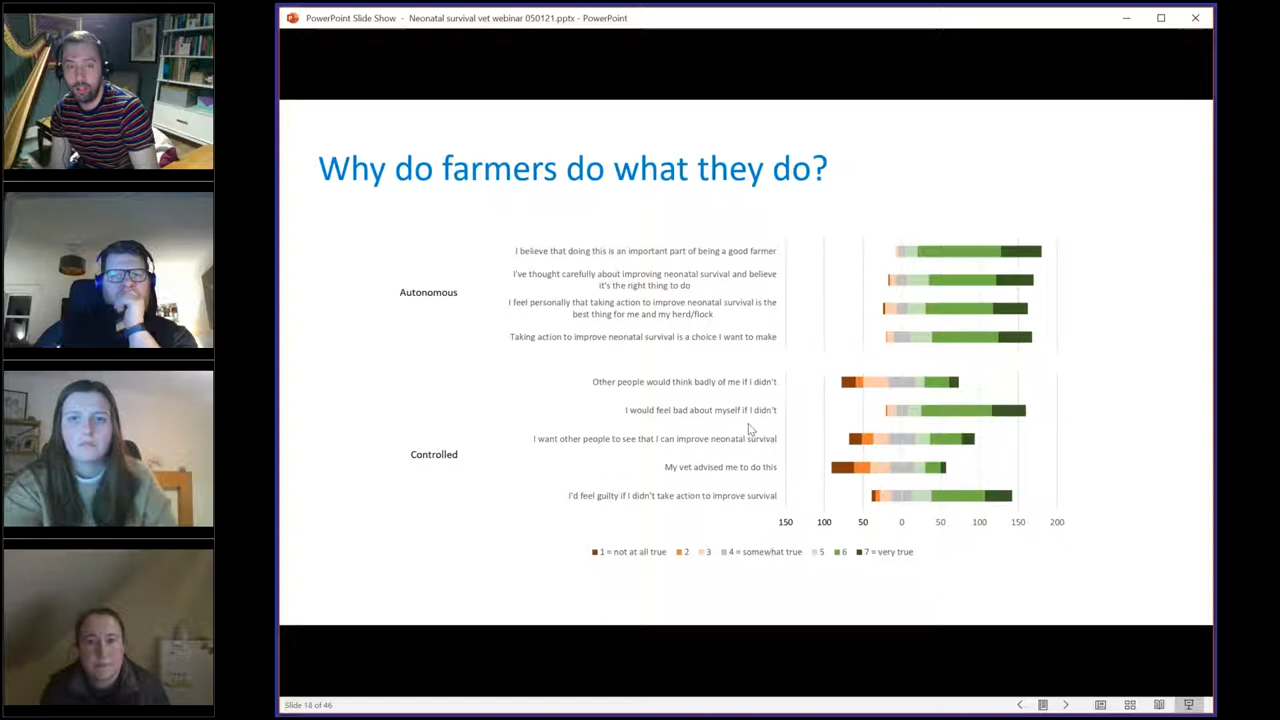 PowerPoint Slide Show - Neonatal survival vet webinar 050121.pptx - PowerPoint
Why do farmers do what they do?
Autonomous
I believe that doing this is an important part of being a good farmer
I've thought carefully about improving neonatal survival and believe
it's the right thing to do
I feel personally that taking action to improve neonatal survival is the
best thing for me and my herd/flock
Taking action to improve neonatal survival is a choice I want to make
Controlled
Other people would think badly of me if I didn't
I would feel bad about myself if I didn't
I want other people to see that I can improve neonatal survival
My vet advised me to do this
I'd feel guilty if I didn't take action to improve survival
150 100 50 0 50 100 150 200
1 = not at all true 2 3 4 = somewhat true 5 6 7 = very true
Slide 18 of 46